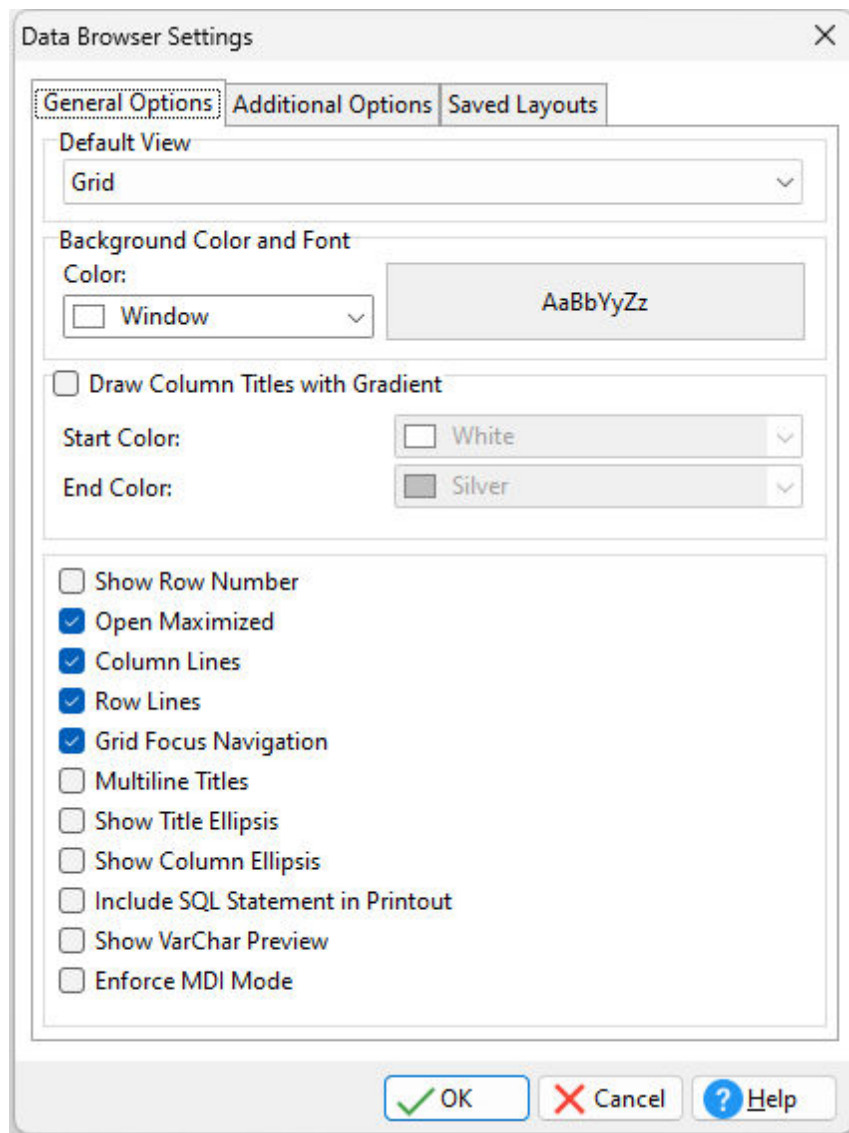 Data Browser Settings
General Options Additional Options Saved Layouts
Default View
Grid
Background Color and Font
Color:
Window
AaBbYyZz
Draw Column Titles with Gradient
Start Color: White
End Color: Silver
Show Row Number
Open Maximized
Column Lines
Row Lines
Grid Focus Navigation
Multiline Titles
Show Title Ellipsis
Show Column Ellipsis
Include SQL Statement in Printout
Show VarChar Preview
Enforce MDI Mode
OK Cancel ? Help